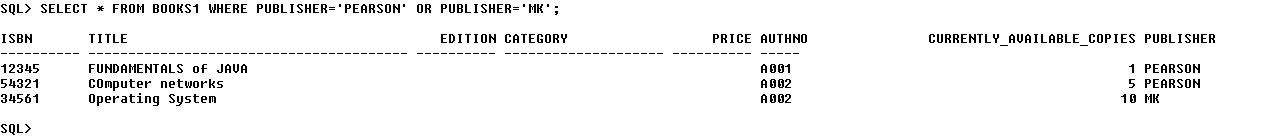 SQL> SELECT * FROM BOOKS1 WHERE PUBLISHER='PEARSON' OR PUBLISHER='MK';
ISBN TITLE EDITION CATEGORY PRICE AUTHNO CURRENTLY_AVAILABLE_COPIES PUBLISHER
---------- ---------------------------------------- ---------- -------------------- ---------- ----- -------------------------- --------------------
12345 FUNDAMENTALS of JAVA A001 1 PEARSON
54321 COmputer networks A002 5 PEARSON
34561 Operating System A002 10 MK
SQL>